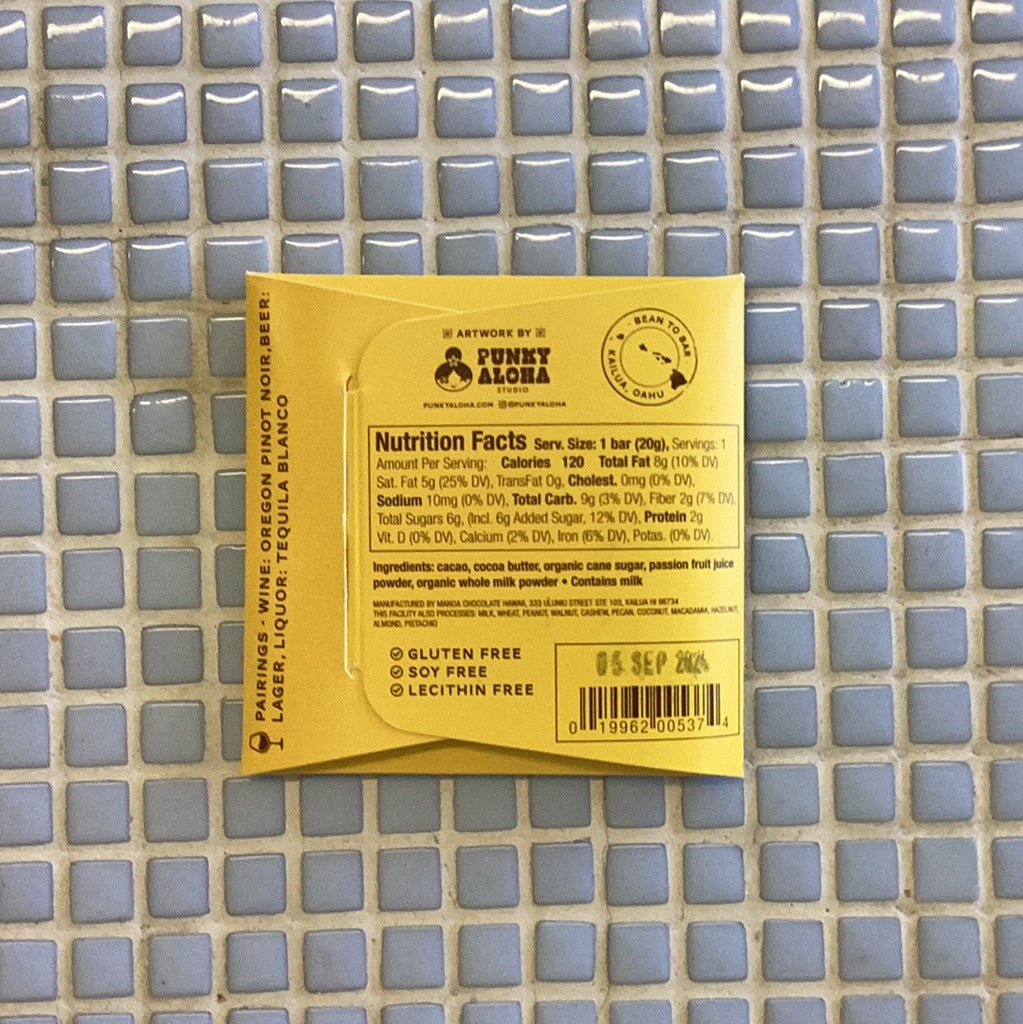 PAIRINGS - WINE: OREGON PINOT NOIR,BEER:
LAGER, LIQUOR: TEQUILA BLANCO
ARTWORK BY
PUNKY
ALOHA
STUDIO
PUNKYALOHA.COM @PUNKYALOHA
· BEAN TO BAR ·
KAILUA, OAHU
Nutrition Facts Serv. Size: 1 bar (20g), Servings: 1
Amount Per Serving: Calories 120 Total Fat 8g (10% DV)
Sat. Fat 5g (25% DV), TransFat 0g, Cholest. 0mg (0% DV),
Sodium 10mg (0% DV), Total Carb. 9g (3% DV), Fiber 2g (7% DV),
Total Sugars 6g, (Incl. 6g Added Sugar, 12% DV), Protein 2g
Vit. D (0% DV), Calcium (2% DV), Iron (6% DV), Potas. (0% DV).
Ingredients: cacao, cocoa butter, organic cane sugar, passion fruit juice
powder, organic whole milk powder • Contains milk
MANUFACTURED BY MANOA CHOCOLATE HAWAII, 333 ULUNIU STREET STE 103, KAILUA HI 96734
THIS FACILITY ALSO PROCESSES: MILK, WHEAT, PEANUT, WALNUT, CASHEW, PECAN, COCONUT, MACADAMIA, HAZELNUT,
ALMOND, PISTACHIO
GLUTEN FREE
SOY FREE
LECITHIN FREE
05 SEP 2024
0 19962 00537 4